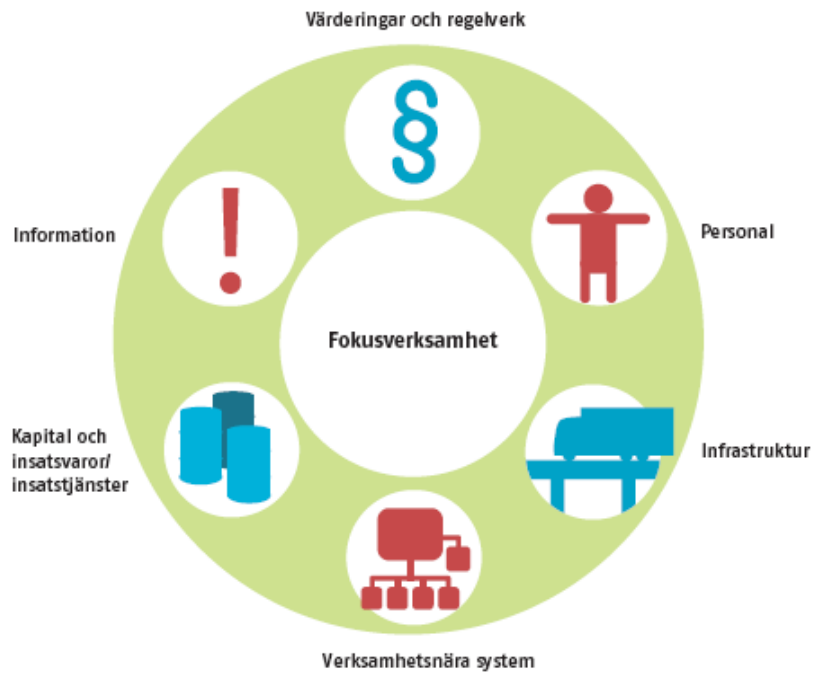 Värderingar och regelverk
Information
Personal
Fokusverksamhet
Kapital och
insatsvaror/
insatstjänster
Infrastruktur
Verksamhetsnära system